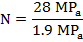 N = 28 MPₐ / 1.9 MPₐ